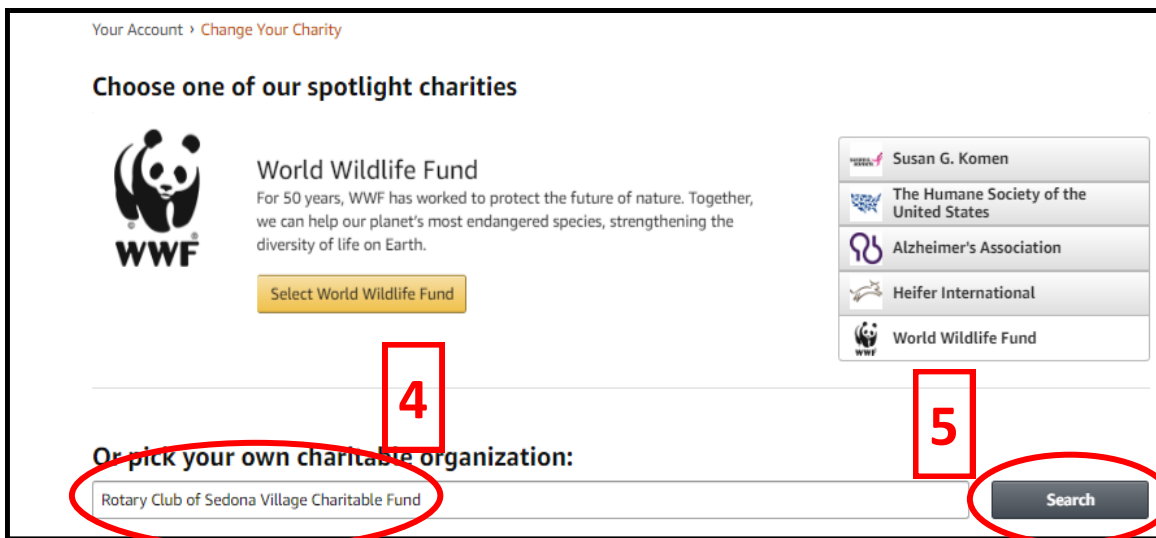 Your Account › Change Your Charity
Choose one of our spotlight charities
WWF
World Wildlife Fund
For 50 years, WWF has worked to protect the future of nature. Together,
we can help our planet's most endangered species, strengthening the
diversity of life on Earth.
Select World Wildlife Fund
Susan G. Komen
The Humane Society of the
United States
Alzheimer's Association
Heifer International
World Wildlife Fund
WWF
4
5
Or pick your own charitable organization:
Rotary Club of Sedona Village Charitable Fund
Search